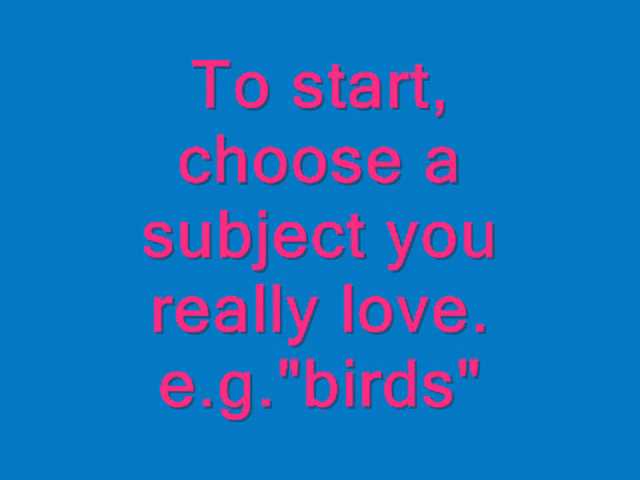 To start,
choose a
subject you
really love.
e.g."birds"